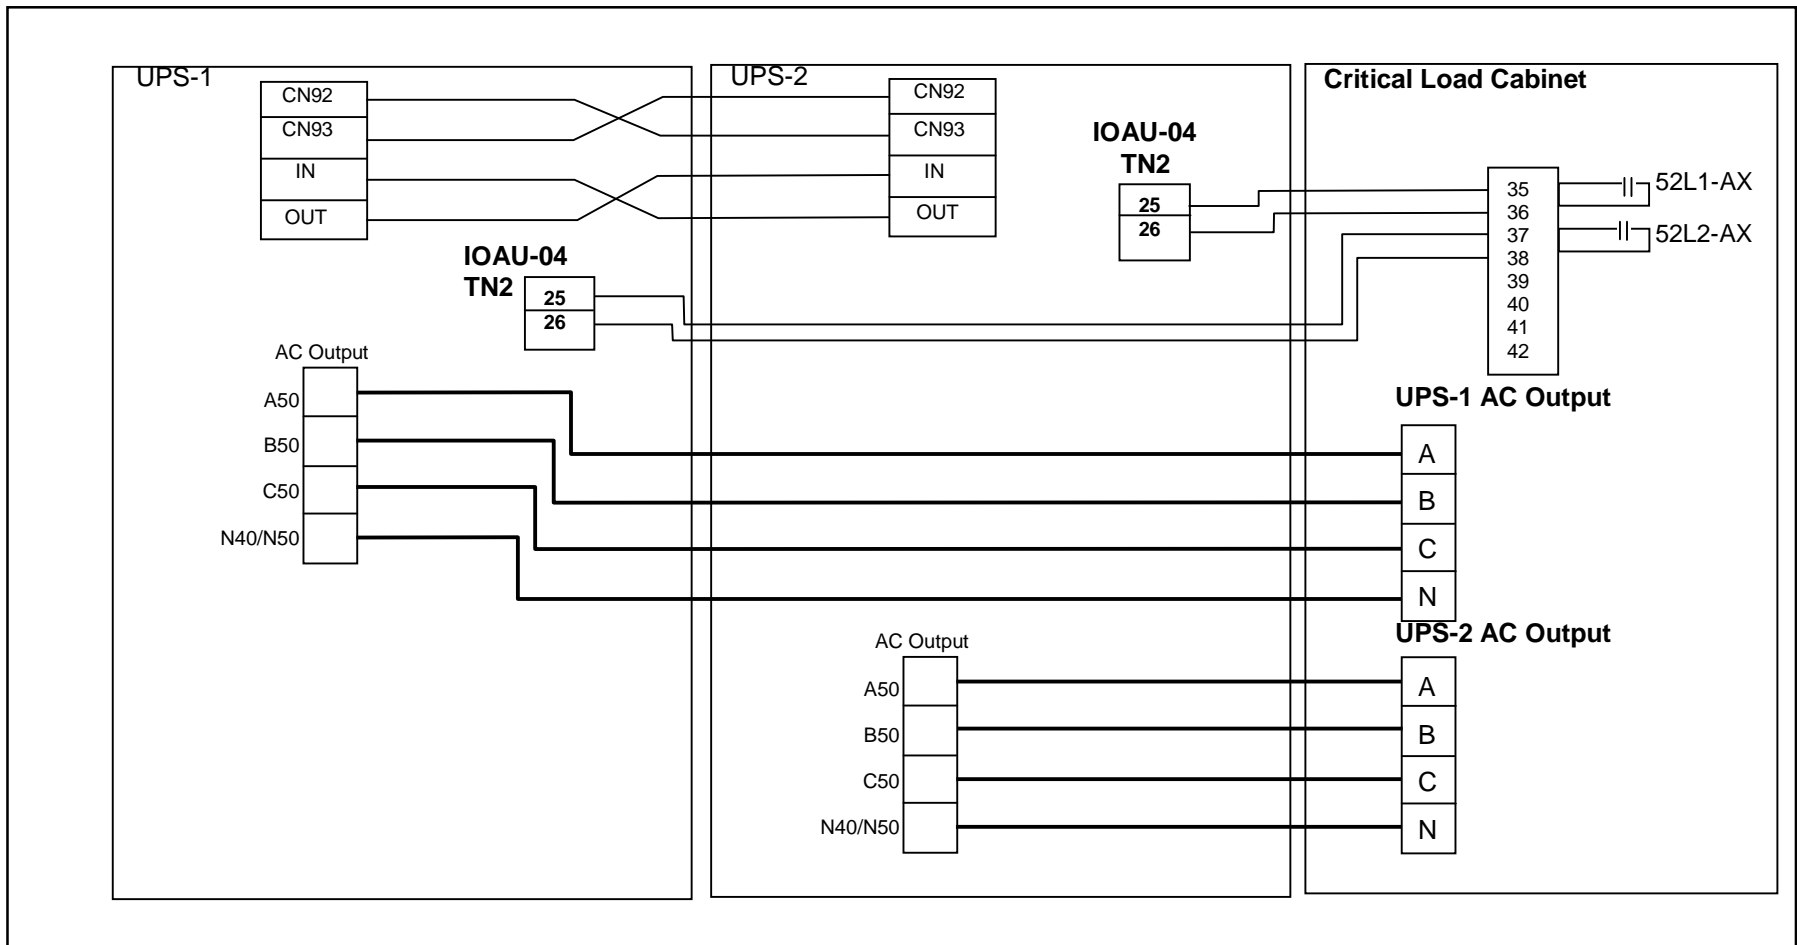 UPS-1
CN92
CN93
IN
OUT
UPS-2
CN92
CN93
IN
OUT
IOAU-04
TN2
25
26
Critical Load Cabinet
35
36
37
38
39
40
41
42
52L1-AX
52L2-AX
IOAU-04
TN2
25
26
AC Output
A50
B50
C50
N40/N50
UPS-1 AC Output
A
B
C
N
AC Output
A50
B50
C50
N40/N50
UPS-2 AC Output
A
B
C
N